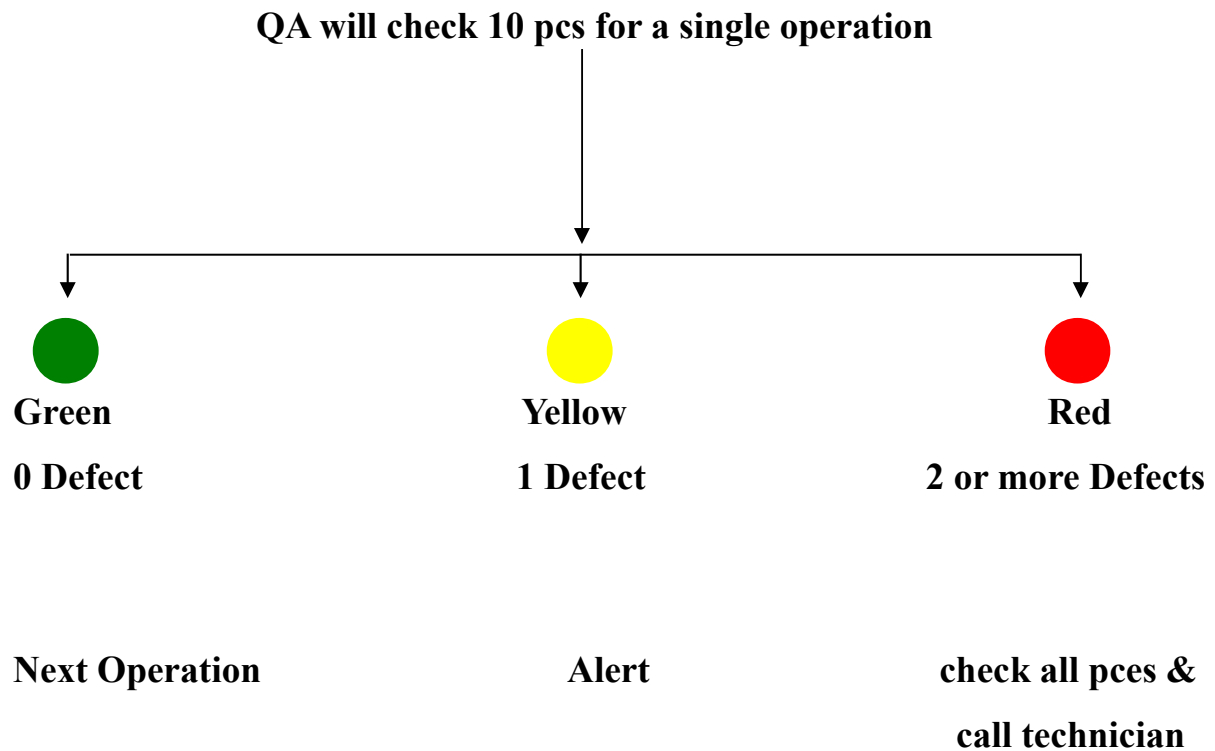 QA will check 10 pcs for a single operation
Green
Yellow
Red
0 Defect
1 Defect
2 or more Defects
Next Operation
Alert
check all pces &
call technician